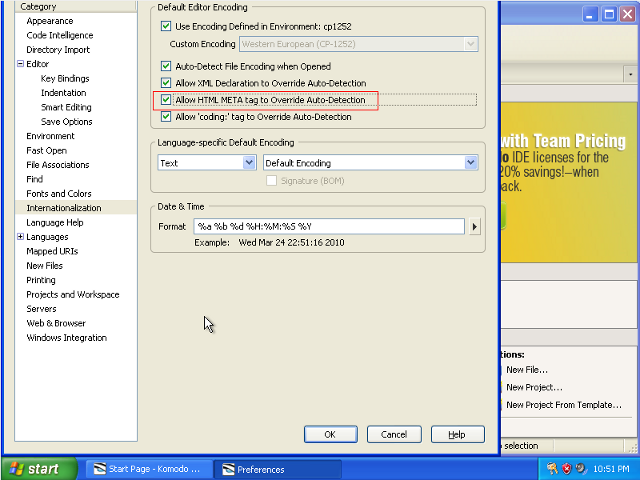 Category
Appearance
Code Intelligence
Directory Import
Editor
Key Bindings
Indentation
Smart Editing
Save Options
Environment
Fast Open
File Associations
Find
Fonts and Colors
Internationalization
Language Help
Languages
Mapped URIs
New Files
Printing
Projects and Workspace
Servers
Web & Browser
Windows Integration
Default Editor Encoding
Use Encoding Defined in Environment: cp1252
Custom Encoding Western European (CP-1252)
Auto-Detect File Encoding when Opened
Allow XML Declaration to Override Auto-Detection
Allow HTML META tag to Override Auto-Detection
Allow 'coding:' tag to Override Auto-Detection
Language-specific Default Encoding
Text Default Encoding
Signature (BOM)
Date & Time
Format %a %b %d %H:%M:%S %Y
Example: Wed Mar 24 22:51:16 2010
OK Cancel Help
with Team Pricing
o IDE licenses for the
20% savings!—when
ack.
ions:
New File...
New Project...
New Project From Template...
selection
start
Start Page - Komodo ...
Preferences
10:51 PM